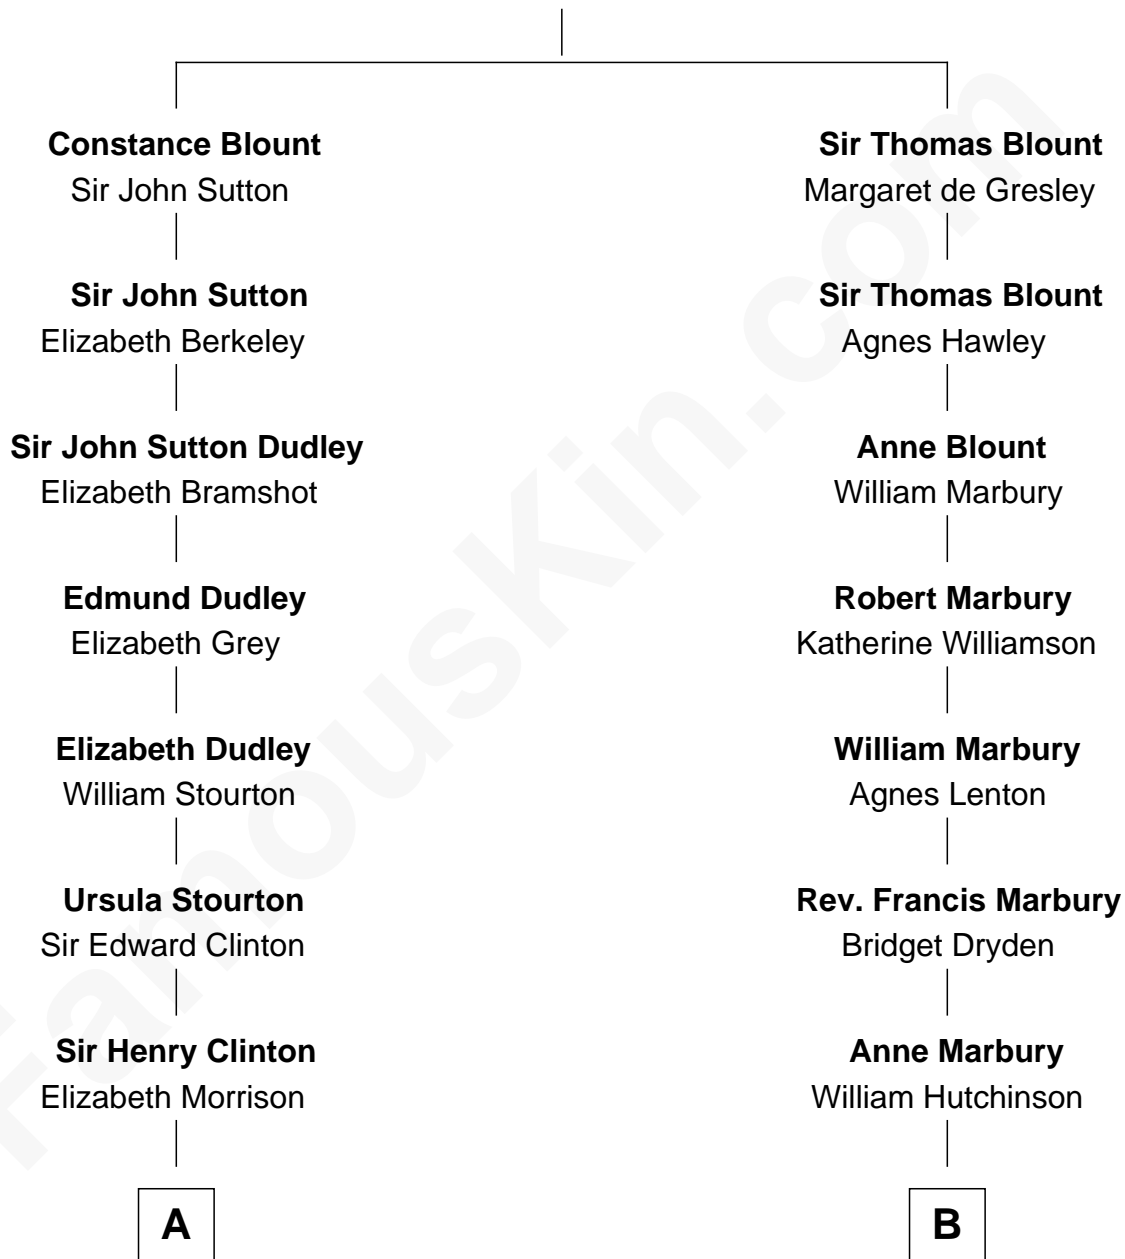 Constance Blount
Sir John Sutton
Sir John Sutton
Elizabeth Berkeley
Sir John Sutton Dudley
Elizabeth Bramshot
Edmund Dudley
Elizabeth Grey
Elizabeth Dudley
William Stourton
Ursula Stourton
Sir Edward Clinton
Sir Henry Clinton
Elizabeth Morrison
A
Sir Thomas Blount
Margaret de Gresley
Sir Thomas Blount
Agnes Hawley
Anne Blount
William Marbury
Robert Marbury
Katherine Williamson
William Marbury
Agnes Lenton
Rev. Francis Marbury
Bridget Dryden
Anne Marbury
William Hutchinson
B
FamousKin.com